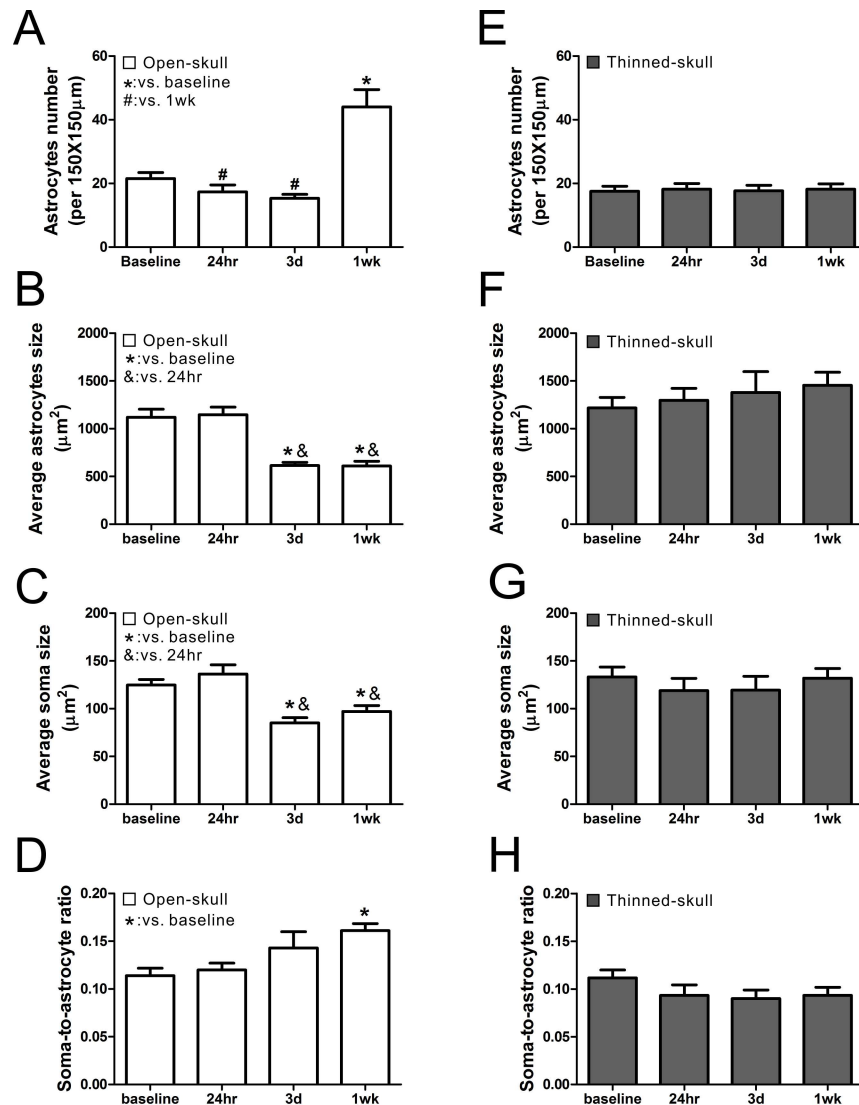 A
Astrocytes number
(per 150X150μm)
60
40
20
0
Open-skull
*:vs. baseline
#:vs. 1wk
#
#
*
Baseline 24hr 3d 1wk
E
Astrocytes number
(per 150X150μm)
60
40
20
0
Thinned-skull
Baseline 24hr 3d 1wk
B
Average astrocytes size
(μm²)
2000
1500
1000
500
0
Open-skull
*:vs. baseline
&:vs. 24hr
*&
*&
baseline 24hr 3d 1wk
F
Average astrocytes size
(μm²)
2000
1500
1000
500
0
Thinned-skull
baseline 24hr 3d 1wk
C
Average soma size
(μm²)
200
150
100
50
0
Open-skull
*:vs. baseline
&:vs. 24hr
*&
*&
baseline 24hr 3d 1wk
G
Average soma size
(μm²)
200
150
100
50
0
Thinned-skull
baseline 24hr 3d 1wk
D
Soma-to-astrocyte ratio
0.20
0.15
0.10
0.05
0.00
Open-skull
*:vs. baseline
*
baseline 24hr 3d 1wk
H
Soma-to-astrocyte ratio
0.20
0.15
0.10
0.05
0.00
Thinned-skull
baseline 24hr 3d 1wk